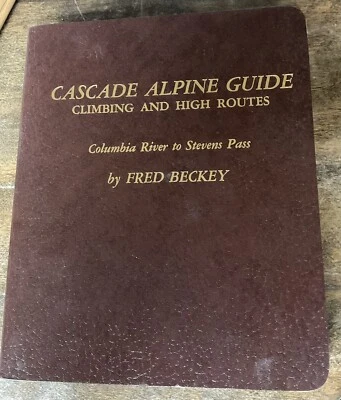 CASCADE ALPINE GUIDE
CLIMBING AND HIGH ROUTES
Columbia River to Stevens Pass
by FRED BECKEY